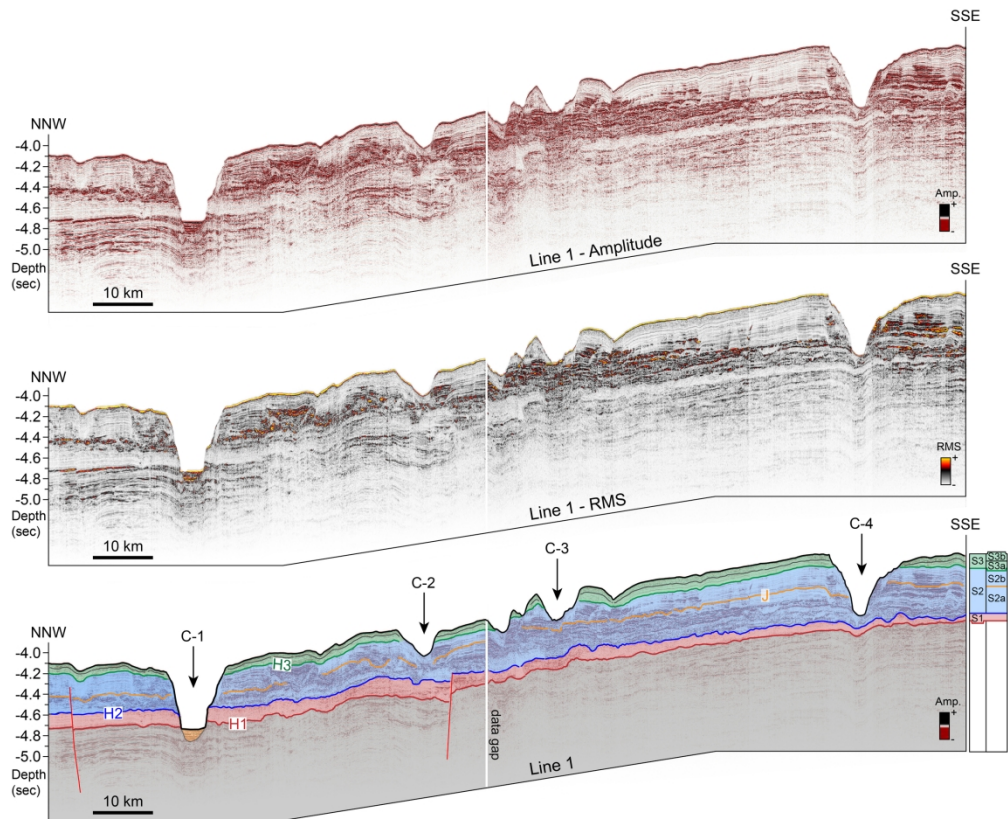 SSE
NNW
-4.0
-4.2
-4.4
-4.6
-4.8
-5.0
Depth
(sec)
10 km
Line 1 - Amplitude
Amp.
+
-
SSE
NNW
-4.0
-4.2
-4.4
-4.6
-4.8
-5.0
Depth
(sec)
10 km
Line 1 - RMS
RMS
+
-
SSE
C-4
C-3
C-2
C-1
NNW
S3 S3b
S3a
S2 S2b
S2a
S1
J
H3
H2
H1
-4.0
-4.2
-4.4
-4.6
-4.8
-5.0
Depth
(sec)
10 km
data gap
Line 1
Amp.
+
-